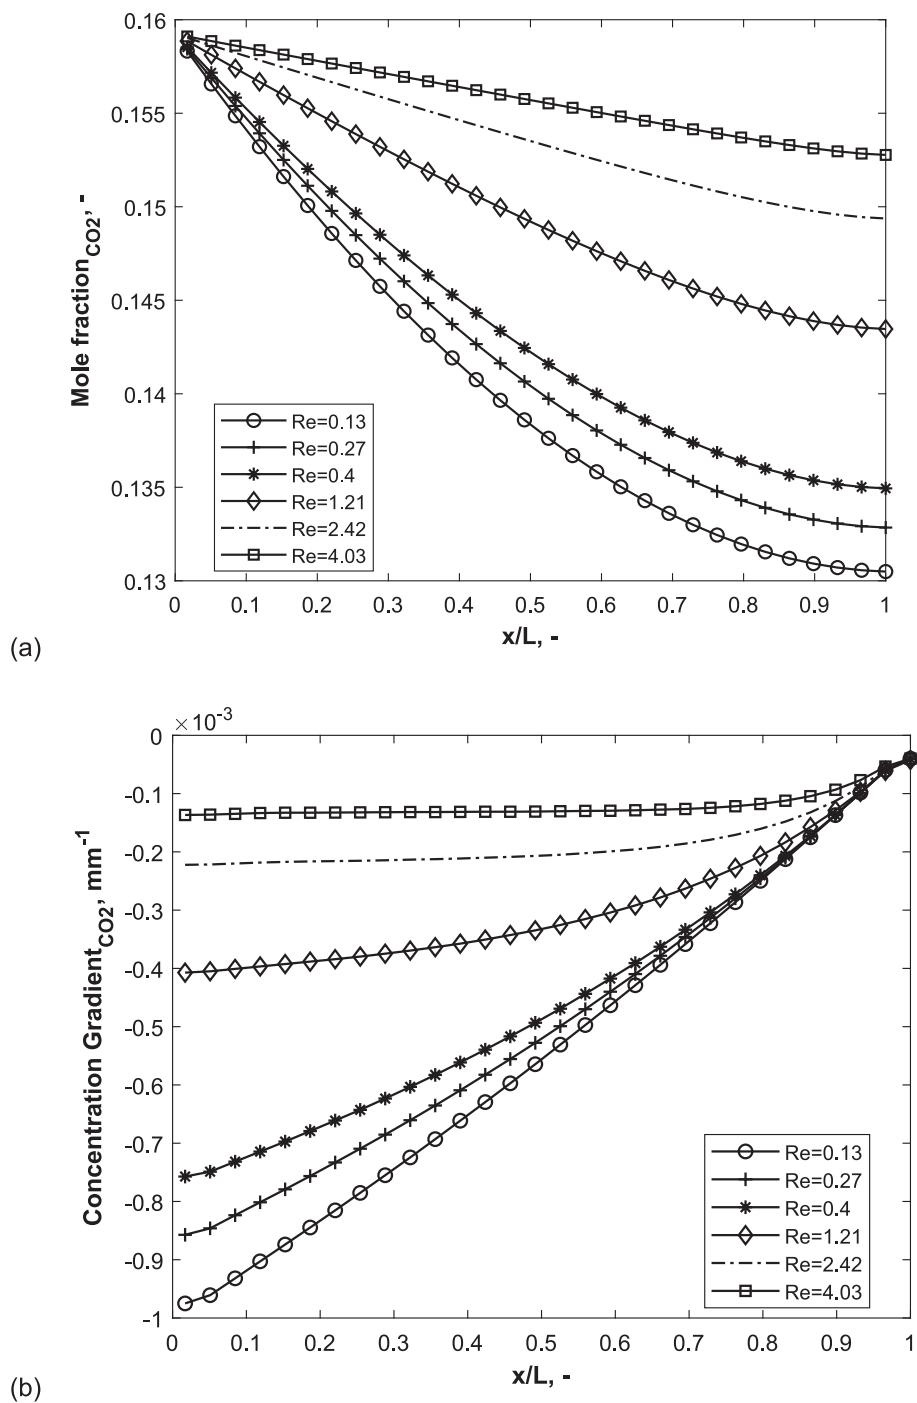 0.16
0.155
0.15
0.145
0.14
0.135
0.13
Mole fraction_CO2, -
Re=0.13
Re=0.27
Re=0.4
Re=1.21
Re=2.42
Re=4.03
0 0.1 0.2 0.3 0.4 0.5 0.6 0.7 0.8 0.9 1
x/L, -
(a)
×10^-3
0
-0.1
-0.2
-0.3
-0.4
-0.5
-0.6
-0.7
-0.8
-0.9
-1
Concentration Gradient_CO2, mm^-1
Re=0.13
Re=0.27
Re=0.4
Re=1.21
Re=2.42
Re=4.03
0 0.1 0.2 0.3 0.4 0.5 0.6 0.7 0.8 0.9 1
x/L, -
(b)